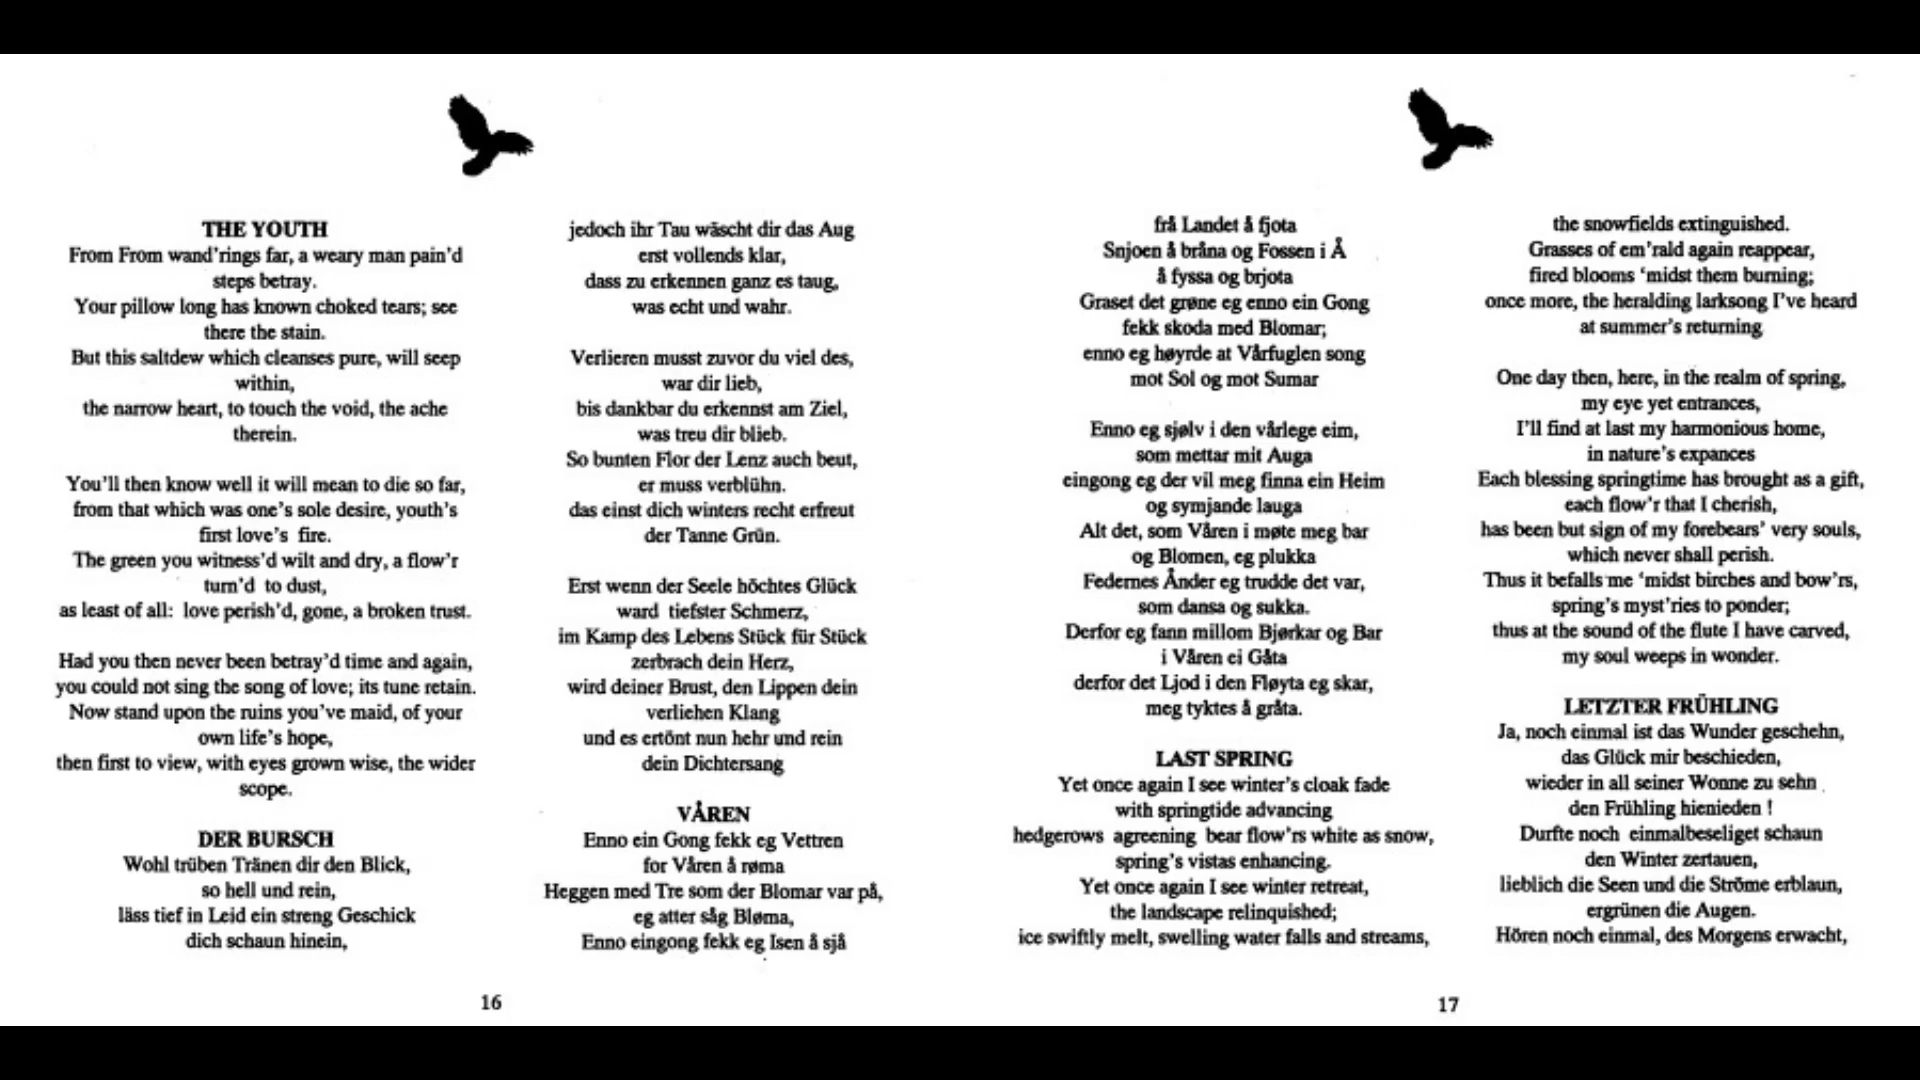 THE YOUTH
From From wand'rings far, a weary man pain'd
steps betray.
Your pillow long has known choked tears; see
there the stain.
But this saltdew which cleanses pure, will seep
within,
the narrow heart, to touch the void, the ache
therein.
You'll then know well it will mean to die so far,
from that which was one's sole desire, youth's
first love's fire.
The green you witness'd wilt and dry, a flow'r
turn'd to dust,
as least of all: love perish'd, gone, a broken trust.
Had you then never been betray'd time and again,
you could not sing the song of love; its tune retain.
Now stand upon the ruins you've maid, of your
own life's hope,
then first to view, with eyes grown wise, the wider
scope.
DER BURSCH
Wohl trüben Tränen dir den Blick,
so hell und rein,
läss tief in Leid ein streng Geschick
dich schaun hinein,
jedoch ihr Tau wäscht dir das Aug
erst vollends klar,
dass zu erkennen ganz es taug,
was echt und wahr.
Verlieren musst zuvor du viel des,
war dir lieb,
bis dankbar du erkennst am Ziel,
was treu dir blieb.
So bunten Flor der Lenz auch beut,
er muss verblühn.
das einst dich winters recht erfreut
der Tanne Grün.
Erst wenn der Seele höchtes Glück
ward tiefster Schmerz,
im Kamp des Lebens Stück für Stück
zerbrach dein Herz,
wird deiner Brust, den Lippen dein
verliehen Klang
und es ertönt nun hehr und rein
dein Dichtersang
VÅREN
Enno ein Gong fekk eg Vettren
for Våren å røma
Heggen med Tre som der Blomar var på,
eg atter såg Bløma,
Enno eingong fekk eg Isen å sjå
16
frå Landet å fjota
Snjoen å bråna og Fossen i Å
å fyssa og brjota
Graset det grøne eg enno ein Gong
fekk skoda med Blomar;
enno eg høyrde at Vårfuglen song
mot Sol og mot Sumar
Enno eg sjølv i den vårlege eim,
som mettar mit Auga
eingong eg der vil meg finna ein Heim
og symjande lauga
Alt det, som Våren i møte meg bar
og Blomen, eg plukka
Federnes Ånder eg trudde det var,
som dansa og sukka.
Derfor eg fann millom Bjørkar og Bar
i Våren ei Gåta
derfor det Ljod i den Fløyta eg skar,
meg tyktes å gråta.
LAST SPRING
Yet once again I see winter's cloak fade
with springtide advancing
hedgerows agreening bear flow'rs white as snow,
spring's vistas enhancing.
Yet once again I see winter retreat,
the landscape relinquished;
ice swiftly melt, swelling water falls and streams,
the snowfields extinguished.
Grasses of em'rald again reappear,
fired blooms 'midst them burning;
once more, the heralding larksong I've heard
at summer's returning
One day then, here, in the realm of spring,
my eye yet entrances,
I'll find at last my harmonious home,
in nature's expances
Each blessing springtime has brought as a gift,
each flow'r that I cherish,
has been but sign of my forebears' very souls,
which never shall perish.
Thus it befalls me 'midst birches and bow'rs,
spring's myst'ries to ponder;
thus at the sound of the flute I have carved,
my soul weeps in wonder.
LETZTER FRÜHLING
Ja, noch einmal ist das Wunder geschehn,
das Glück mir beschieden,
wieder in all seiner Wonne zu sehn
den Frühling hienieden !
Durfte noch einmalbeseliget schaun
den Winter zertauen,
lieblich die Seen und die Ströme erblaun,
ergrünen die Augen.
Hören noch einmal, des Morgens erwacht,
17